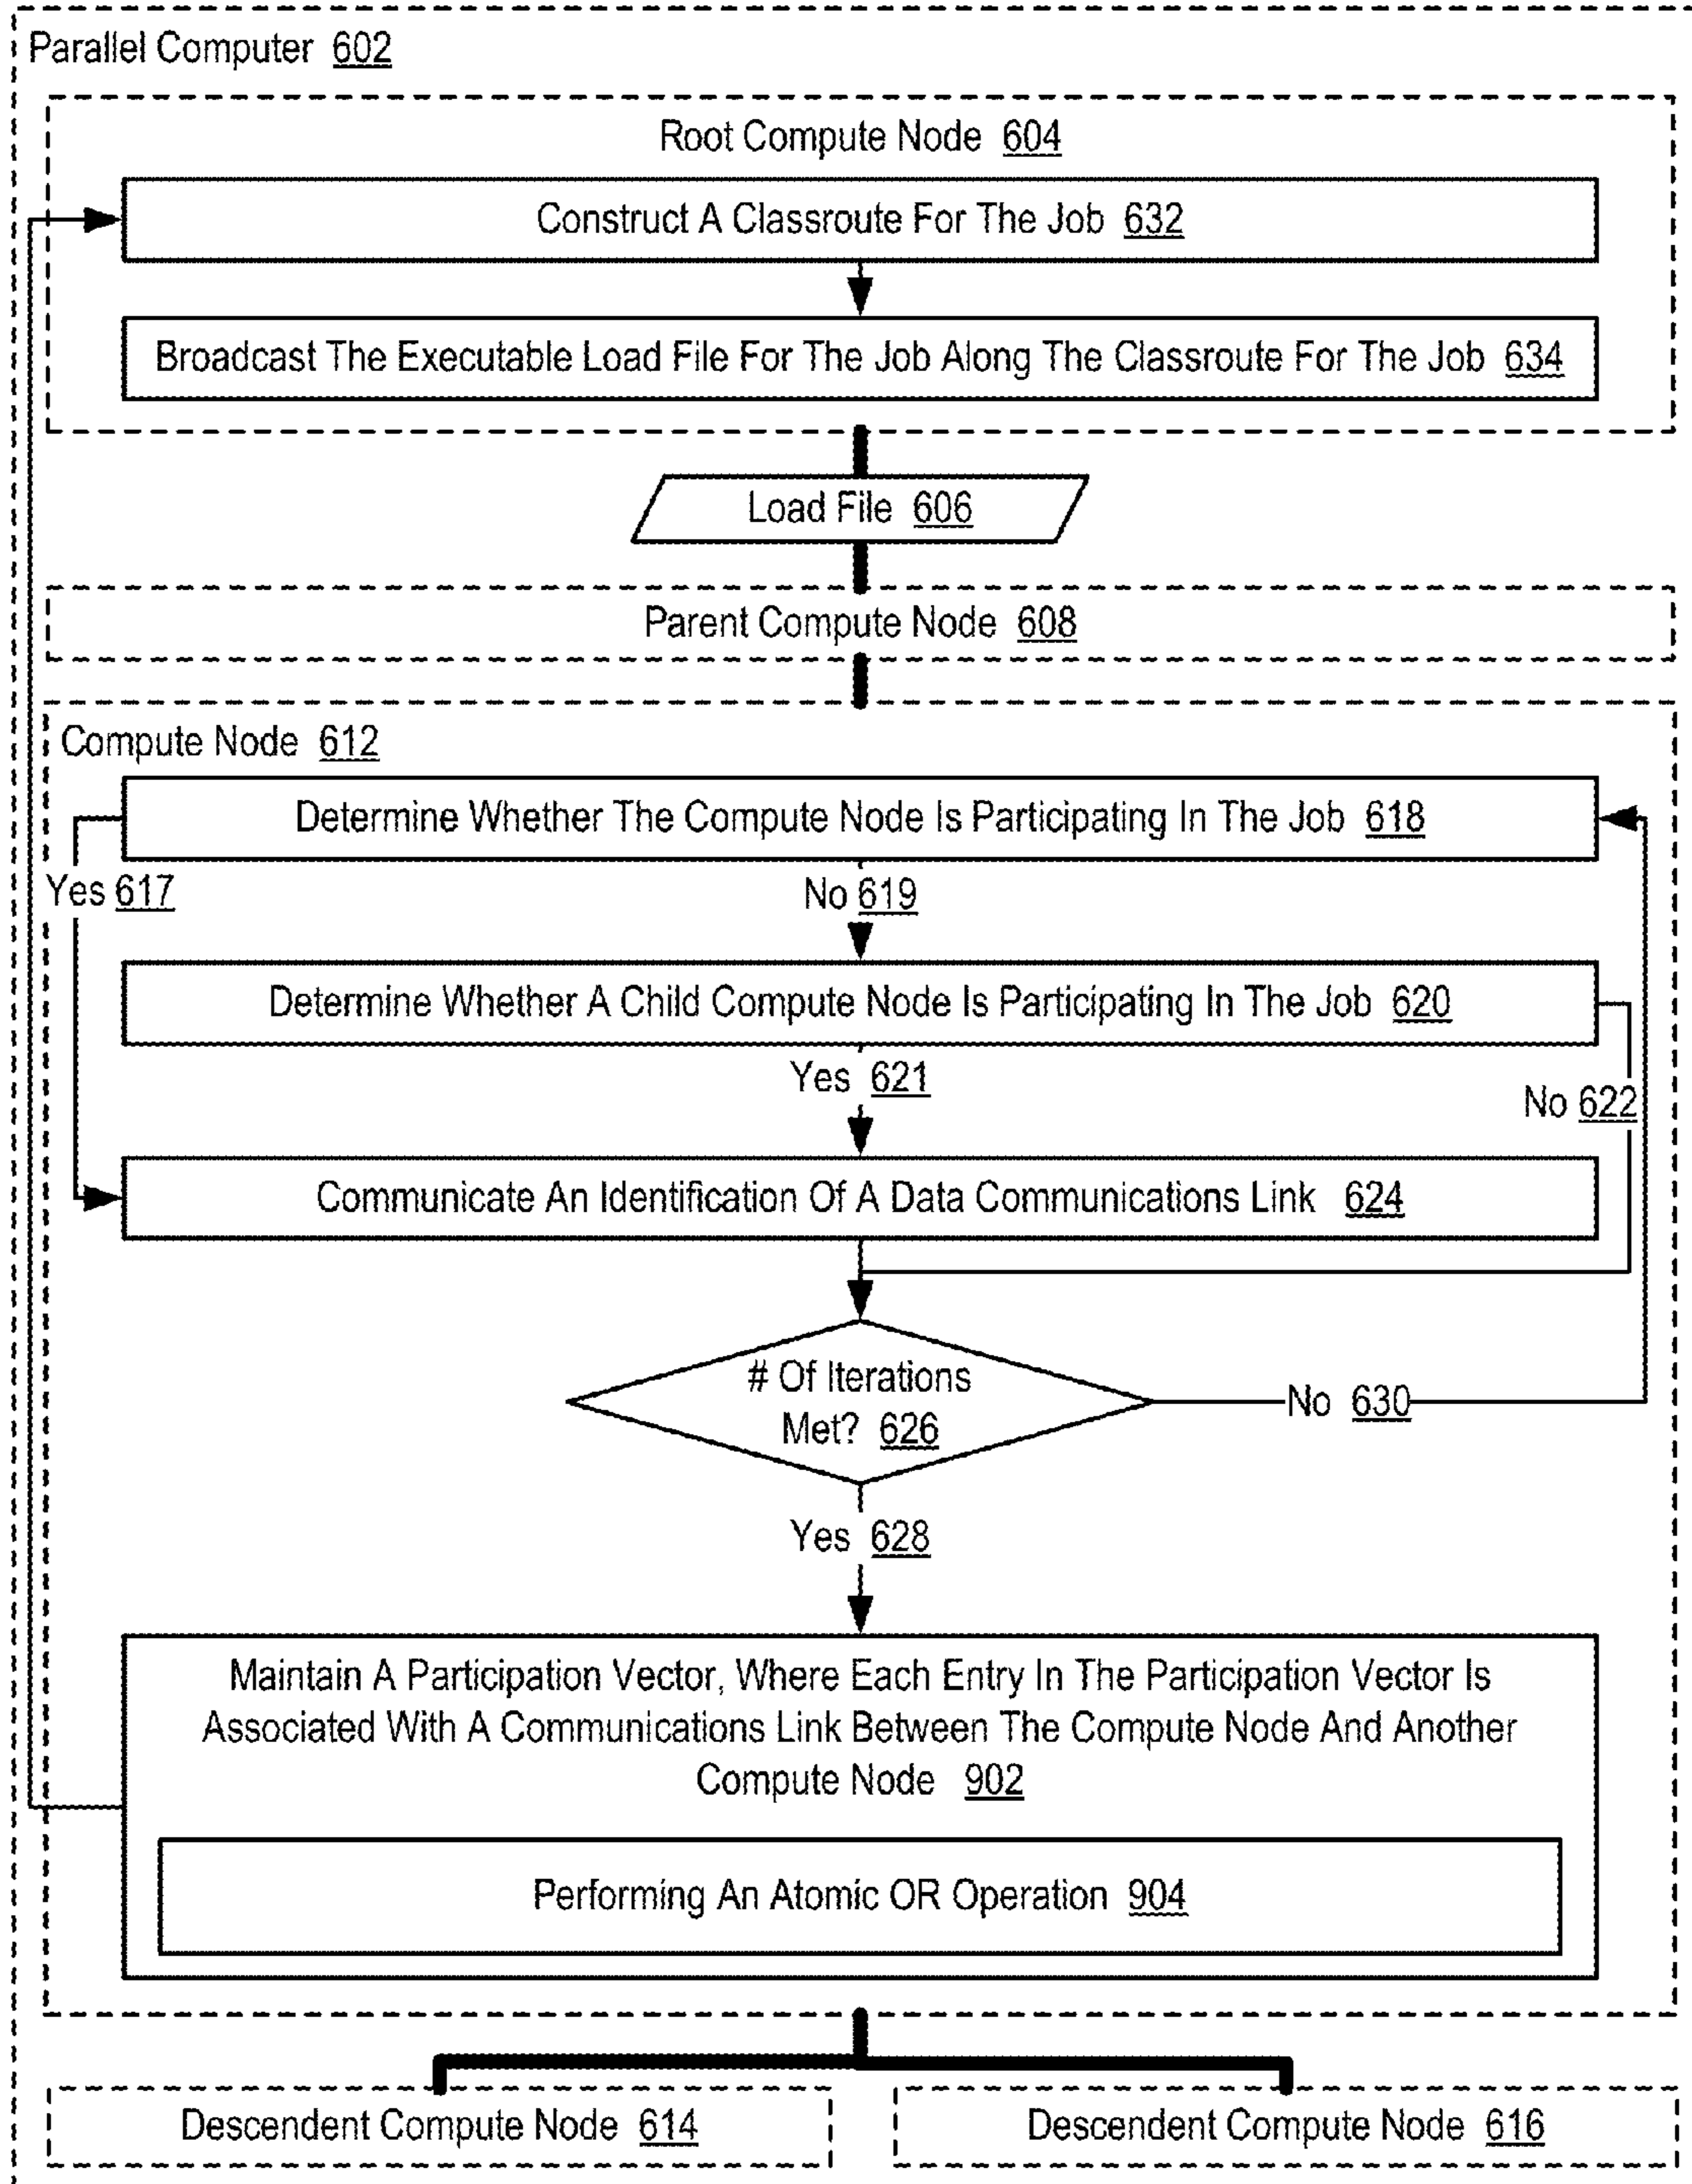 Parallel Computer 602
Root Compute Node 604
Construct A Classroute For The Job 632
Broadcast The Executable Load File For The Job Along The Classroute For The Job 634
Load File 606
Parent Compute Node 608
Compute Node 612
Determine Whether The Compute Node Is Participating In The Job 618
Yes 617
No 619
Determine Whether A Child Compute Node Is Participating In The Job 620
Yes 621
No 622
Communicate An Identification Of A Data Communications Link 624
# Of Iterations
Met? 626
No 630
Yes 628
Maintain A Participation Vector, Where Each Entry In The Participation Vector Is
Associated With A Communications Link Between The Compute Node And Another
Compute Node 902
Performing An Atomic OR Operation 904
Descendent Compute Node 614
Descendent Compute Node 616